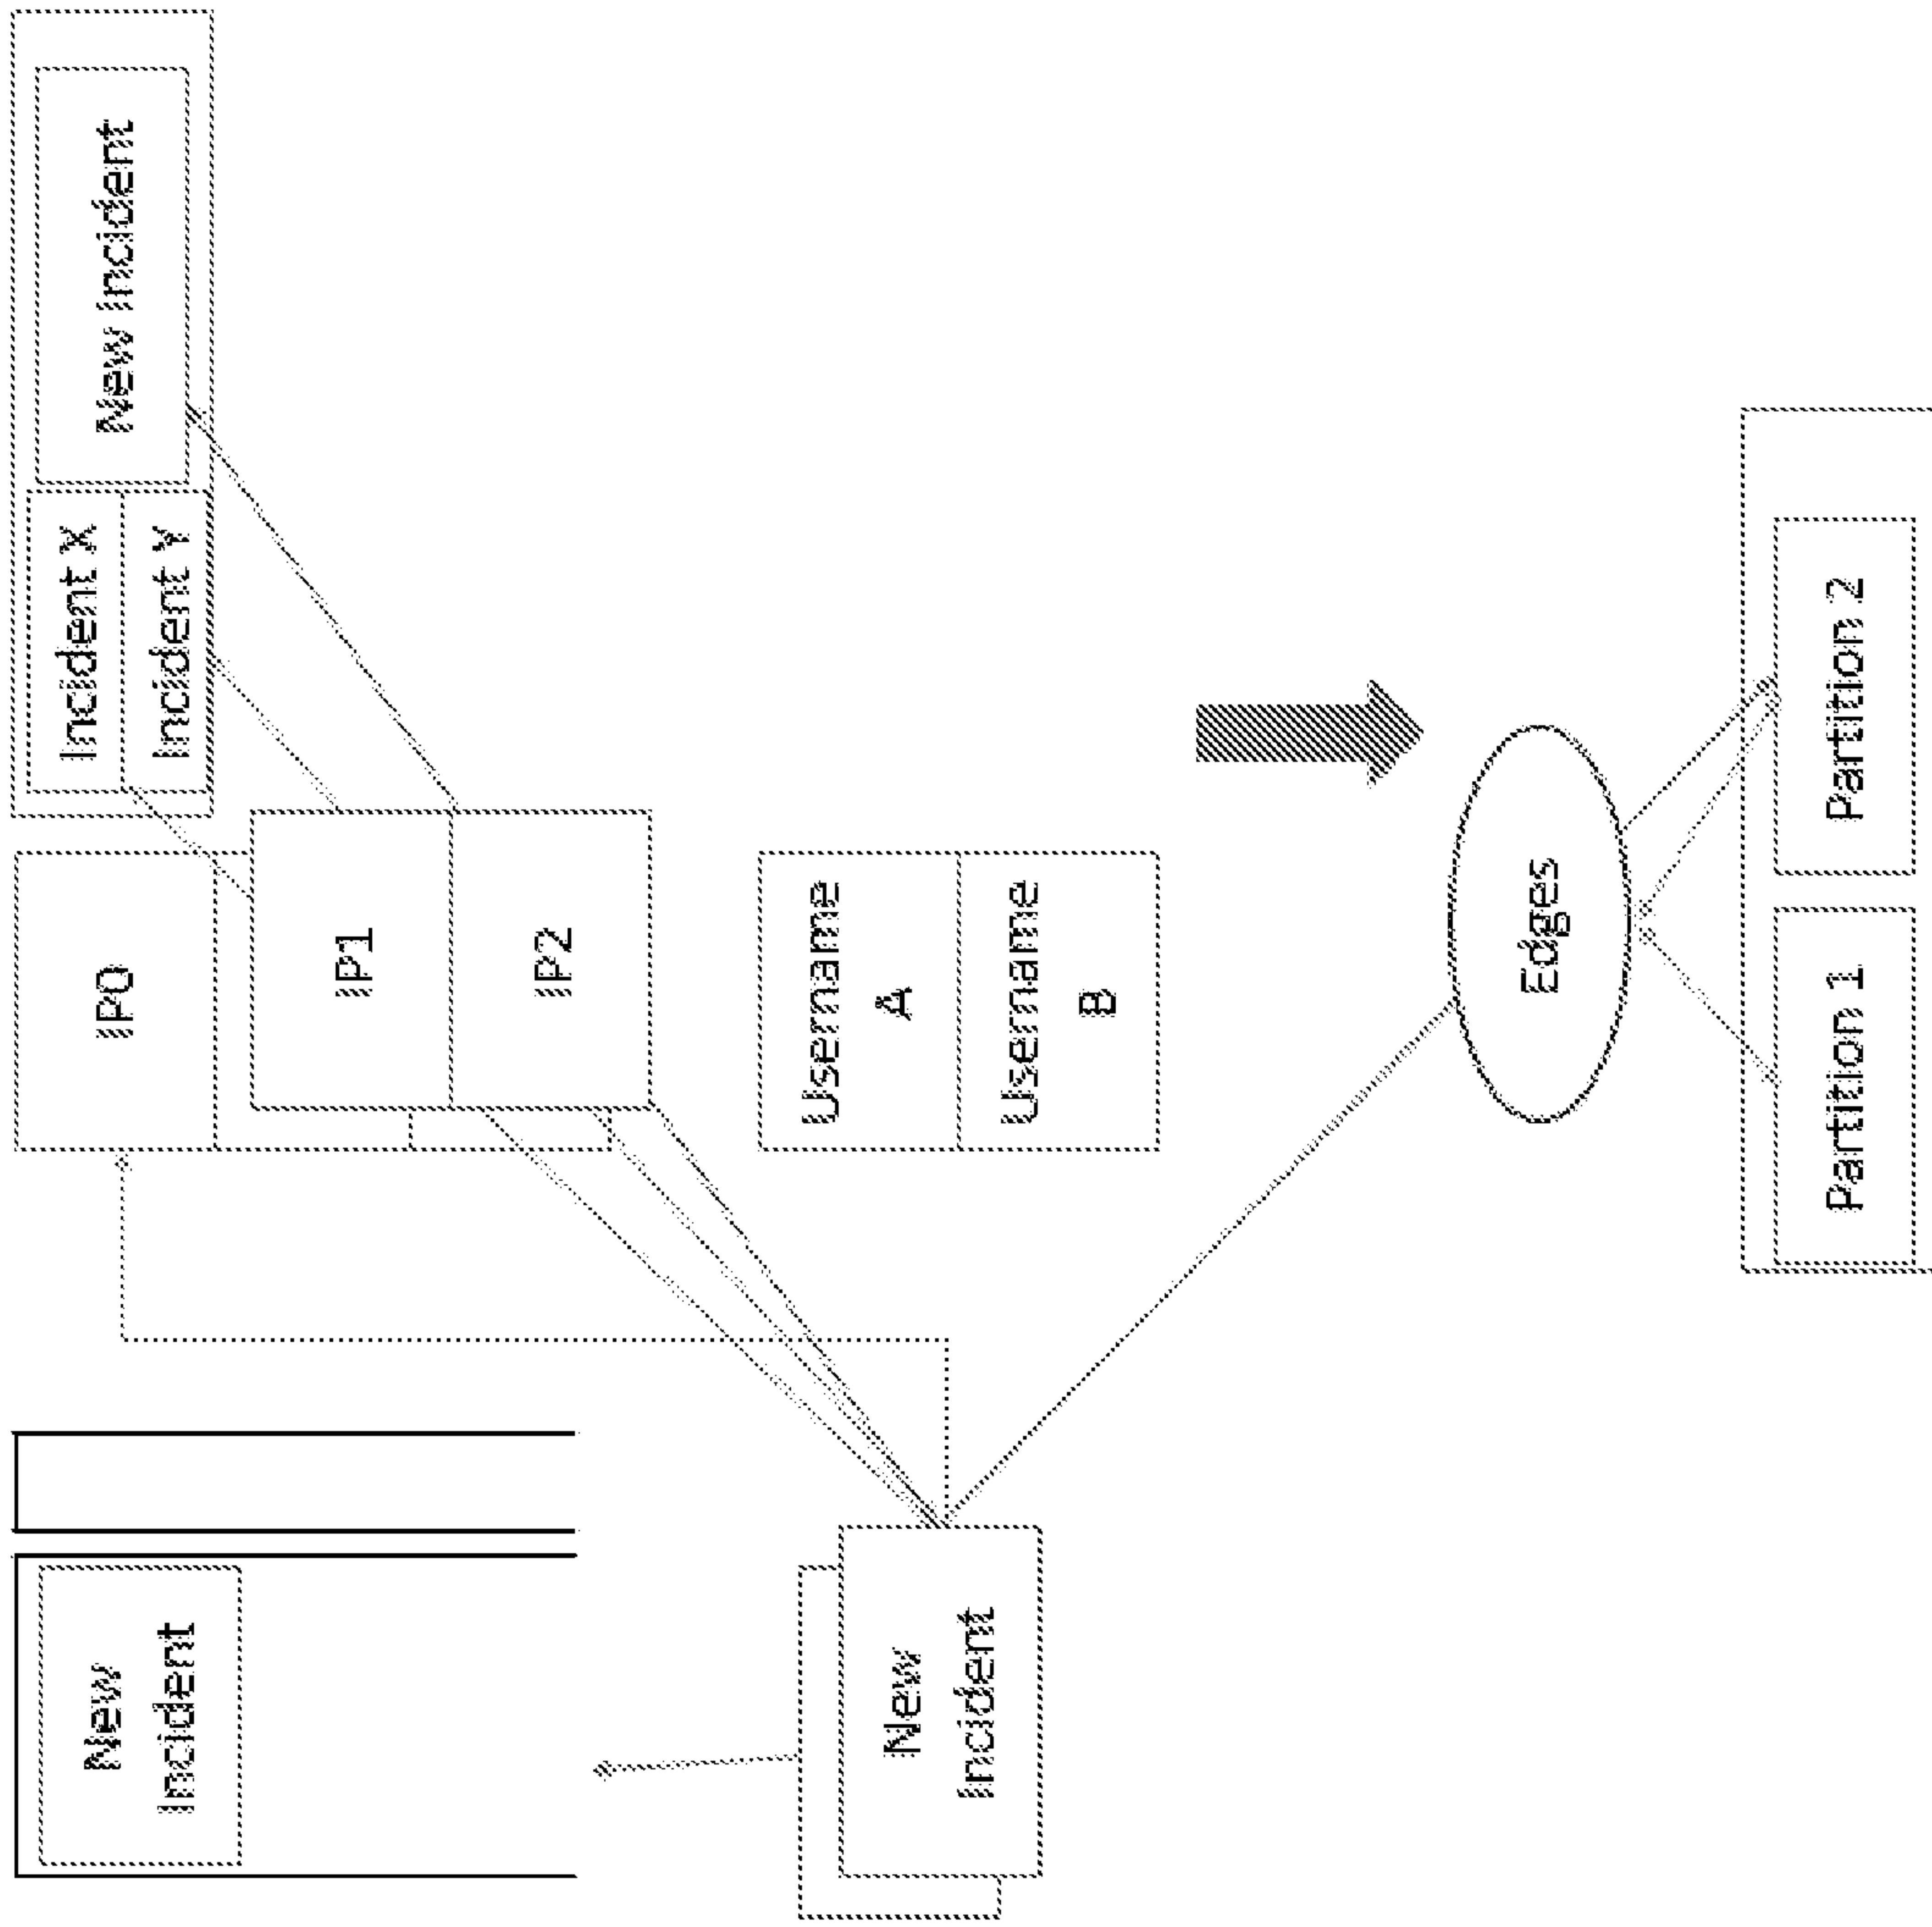 New
Incident
IP0
Incident X
Incident Y
New Incident
IP1
IP2
Username
A
Username
B
New
Incident
Edges
Partition 1
Partition 2